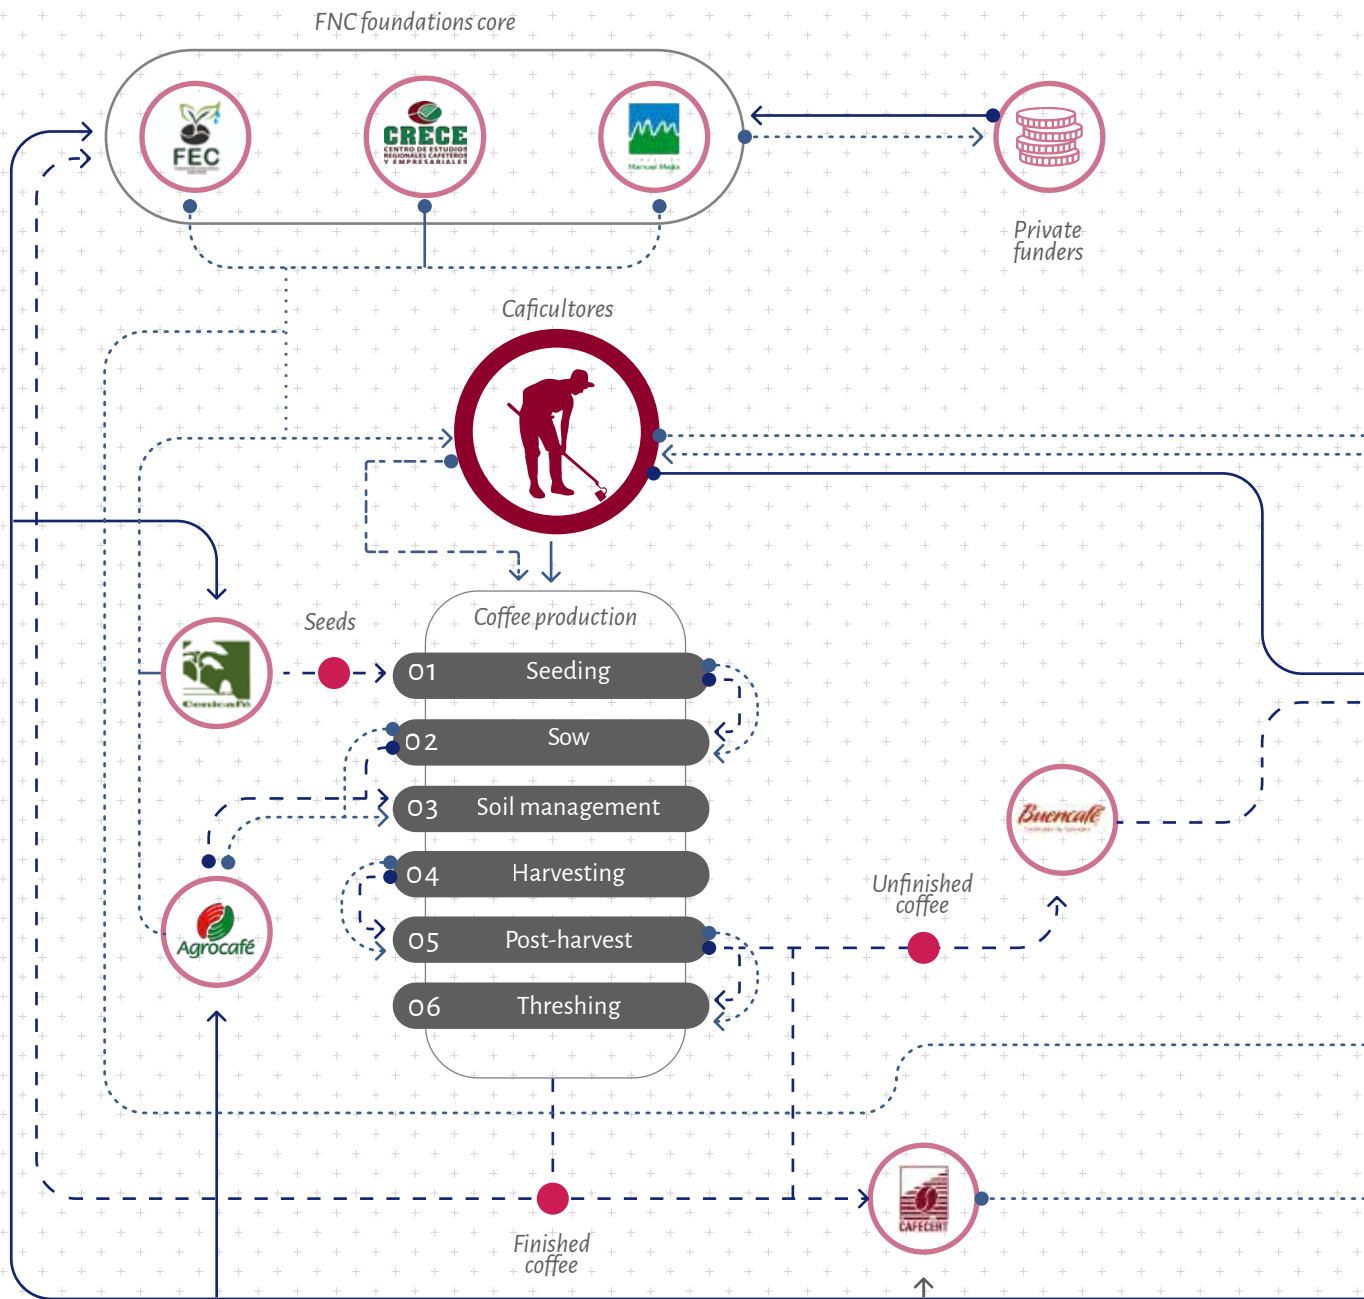 FNC foundations core
FEC
CRECE
CENTRO DE ESTUDIOS
REGIONALES CAFETEROS
Y EMPRESARIALES
Manuel Mejía
Private
funders
Caficultores
Seeds
Coffee production
01 Seeding
02 Sow
03 Soil management
04 Harvesting
05 Post-harvest
06 Threshing
Cenicafé
Agrocafé
Buencafé
Unfinished
coffee
CAFECERT
Finished
coffee